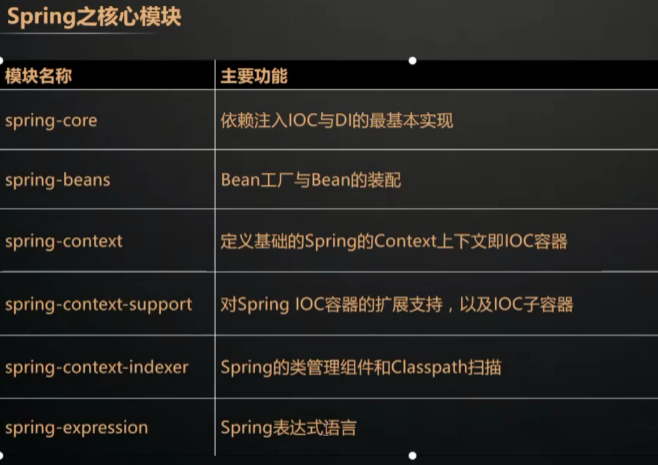 Spring之核心模块
模块名称 主要功能
spring-core 依赖注入IOC与DI的最基本实现
spring-beans Bean工厂与Bean的装配
spring-context 定义基础的Spring的Context上下文即IOC容器
spring-context-support 对Spring IOC容器的扩展支持，以及IOC子容器
spring-context-indexer Spring的类管理组件和Classpath扫描
spring-expression Spring表达式语言